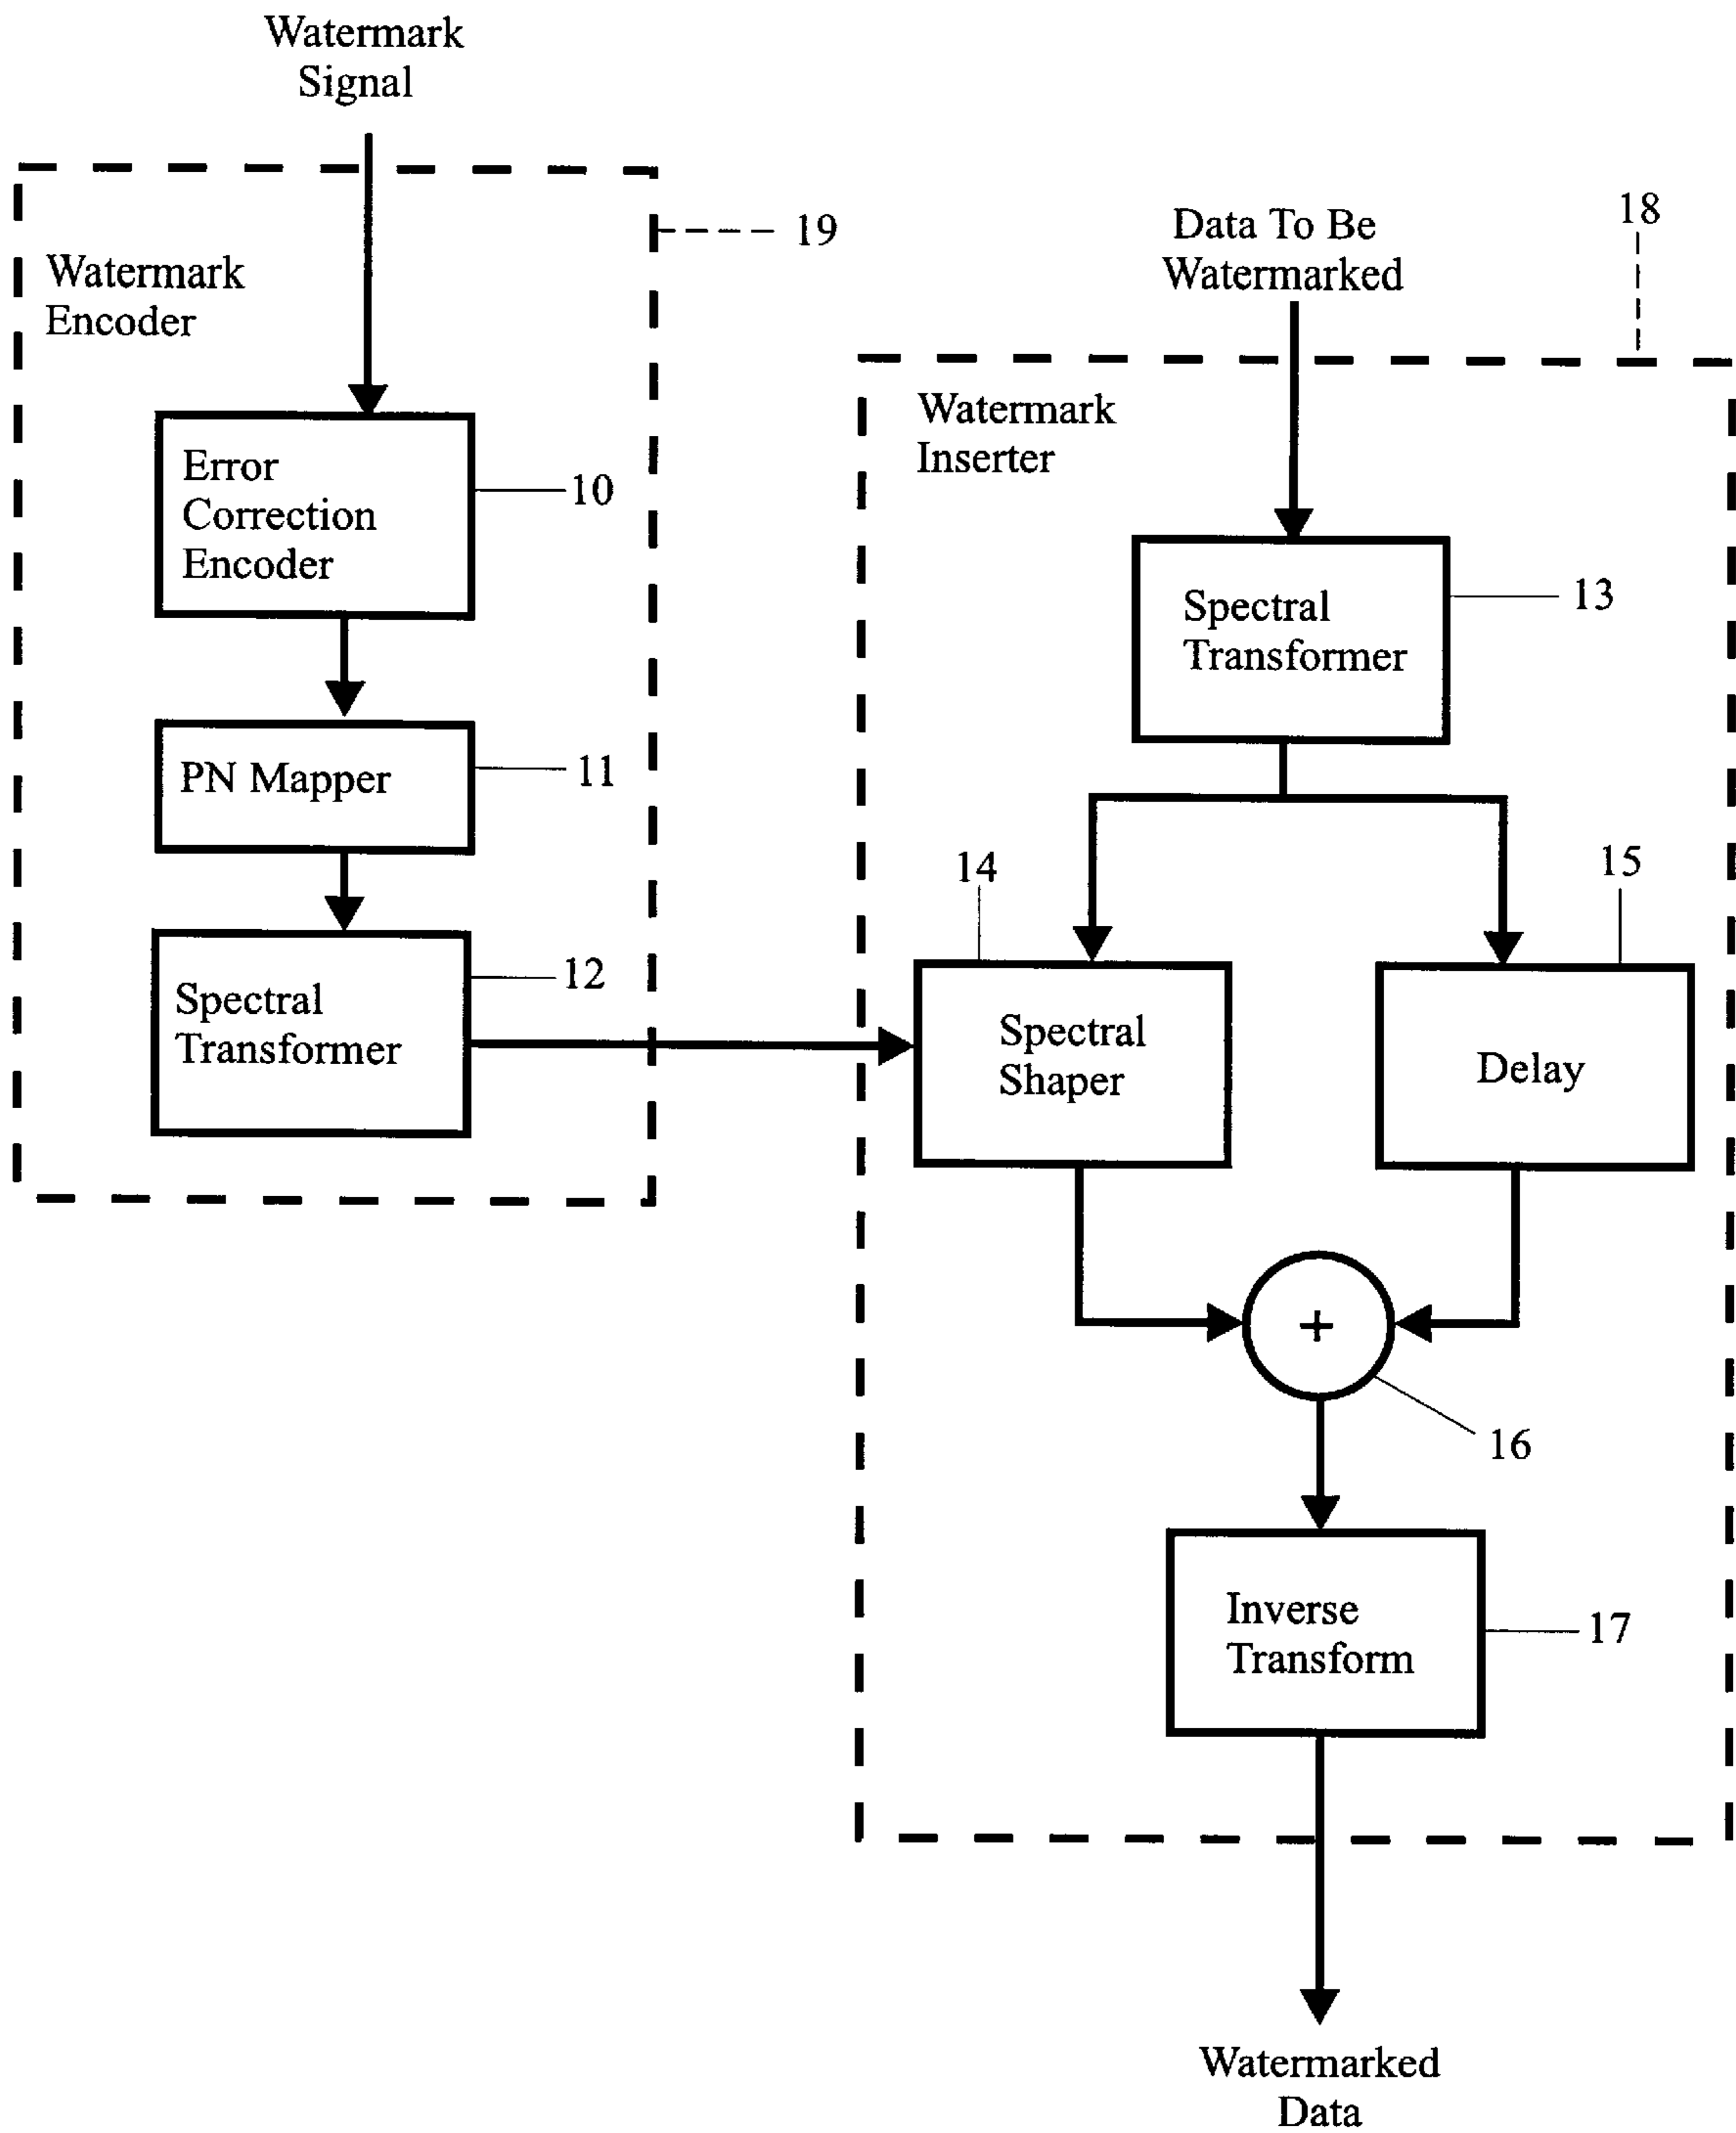 Watermark
Signal
19
Watermark
Encoder
Error
Correction
Encoder
10
PN Mapper
11
Spectral
Transformer
12
Data To Be
Watermarked
18
Watermark
Inserter
Spectral
Transformer
13
14
15
Spectral
Shaper
Delay
+
16
Inverse
Transform
17
Watermarked
Data